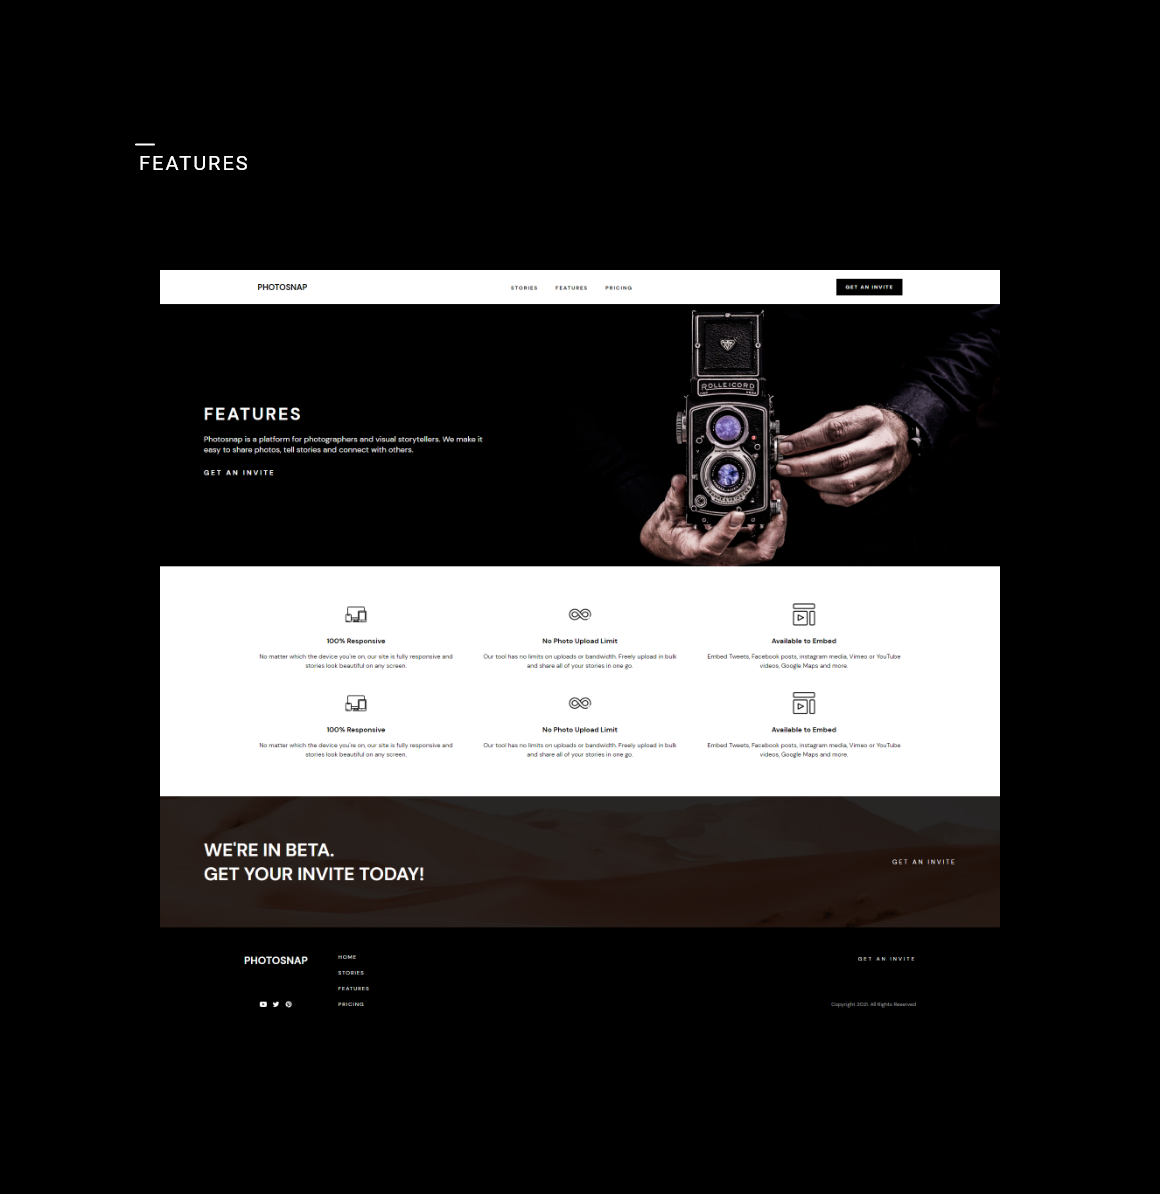 FEATURES
PHOTOSNAP
STORIES
FEATURES
PRICING
GET AN INVITE
ROLLEICORD
FEATURES
Photosnap is a platform for photographers and visual storytellers. We make it
easy to share photos, tell stories and connect with others.
GET AN INVITE
100% Responsive
No matter which the device you're on, our site is fully responsive and
stories look beautiful on any screen.
No Photo Upload Limit
Our tool has no limits on uploads or bandwidth. Freely upload in bulk
and share all of your stories in one go.
Available to Embed
Embed Tweets, Facebook posts, Instagram media, Vimeo or YouTube
videos, Google Maps and more.
100% Responsive
No matter which the device you're on, our site is fully responsive and
stories look beautiful on any screen.
No Photo Upload Limit
Our tool has no limits on uploads or bandwidth. Freely upload in bulk
and share all of your stories in one go.
Available to Embed
Embed Tweets, Facebook posts, Instagram media, Vimeo or YouTube
videos, Google Maps and more.
WE'RE IN BETA.
GET YOUR INVITE TODAY!
GET AN INVITE
PHOTOSNAP
HOME
STORIES
FEATURES
PRICING
GET AN INVITE
Copyright 2021. All Rights Reserved